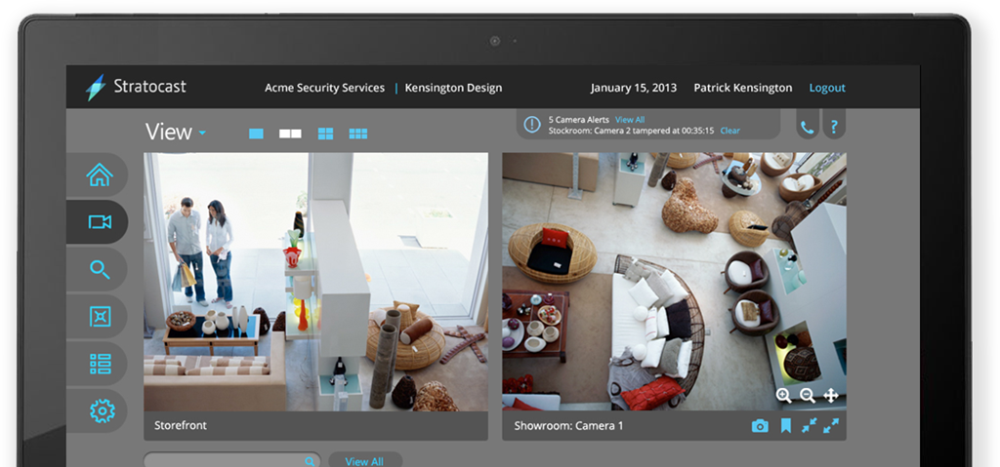 Stratocast
Acme Security Services | Kensington Design
January 15, 2013
Patrick Kensington
Logout
View
5 Camera Alerts View All
Stockroom: Camera 2 tampered at 00:35:15 Clear
?
Storefront
Showroom: Camera 1
View All